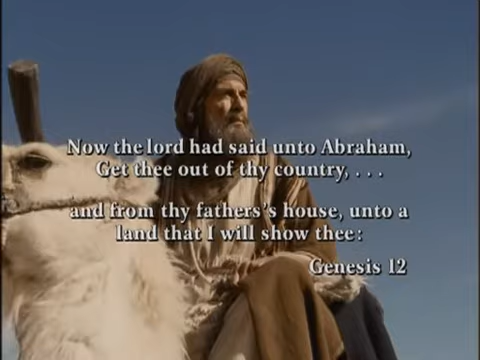 Now the lord had said unto Abraham,
Get thee out of thy country, . . .
and from thy fathers's house, unto a
land that I will show thee:
Genesis 12